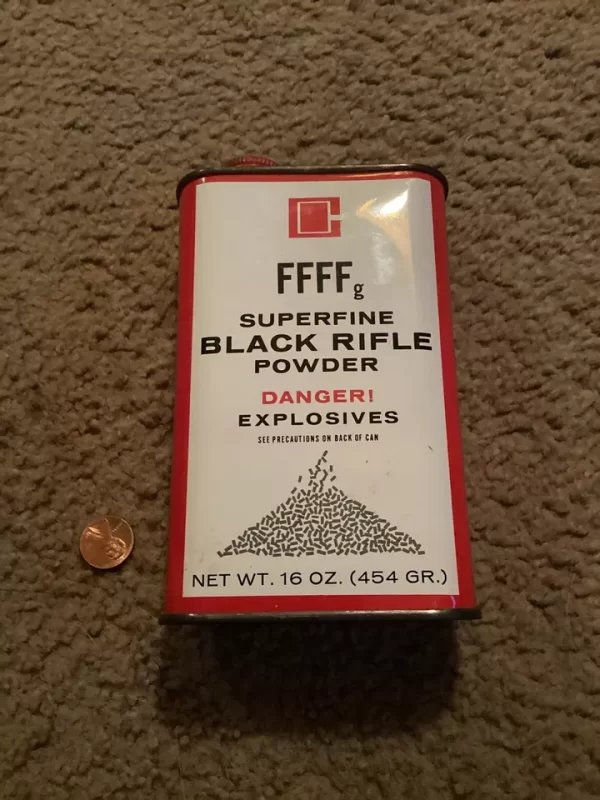 FFFFg
SUPERFINE
BLACK RIFLE
POWDER
DANGER!
EXPLOSIVES
SEE PRECAUTIONS ON BACK OF CAN
NET WT. 16 OZ. (454 GR.)